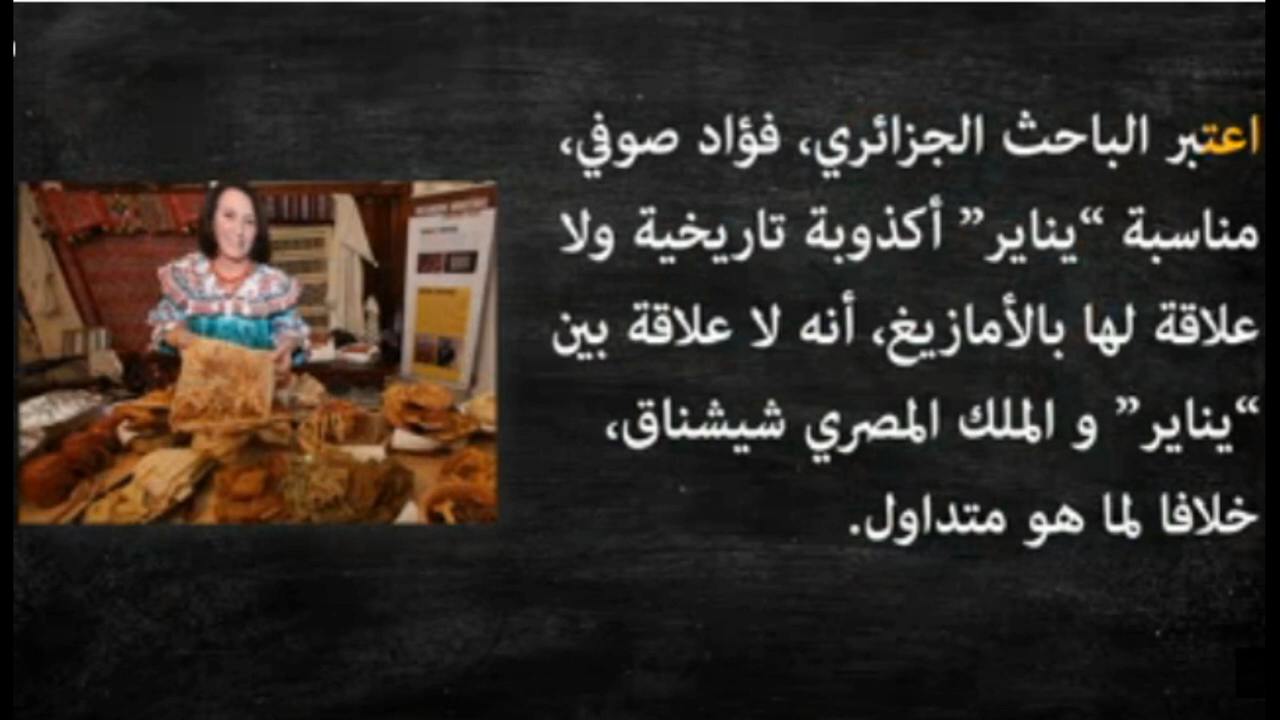 اعتبر الباحث الجزائري، فؤاد صوفي،
مناسبة “يناير” أكذوبة تاريخية ولا
علاقة لها بالأمازيغ، أنه لا علاقة بين
“يناير” و الملك المصري شيشناق،
خلافا لما هو متداول.